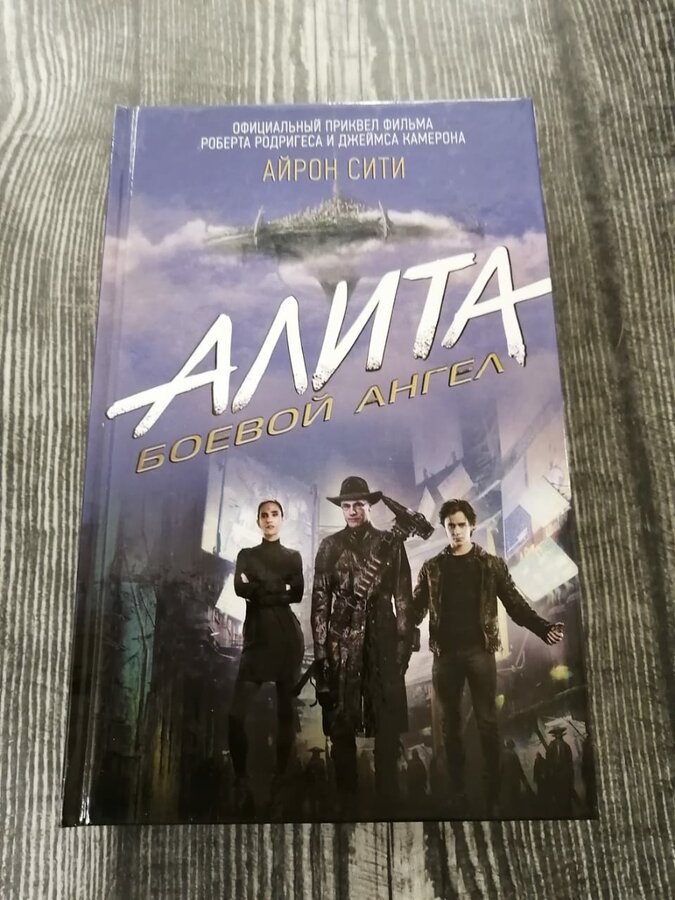 ОФИЦИАЛЬНЫЙ ПРИКВЕЛ ФИЛЬМА
РОБЕРТА РОДРИГЕСА И ДЖЕЙМСА КАМЕРОНА
АЙРОН СИТИ
АЛИТА
БОЕВОЙ АНГЕЛ